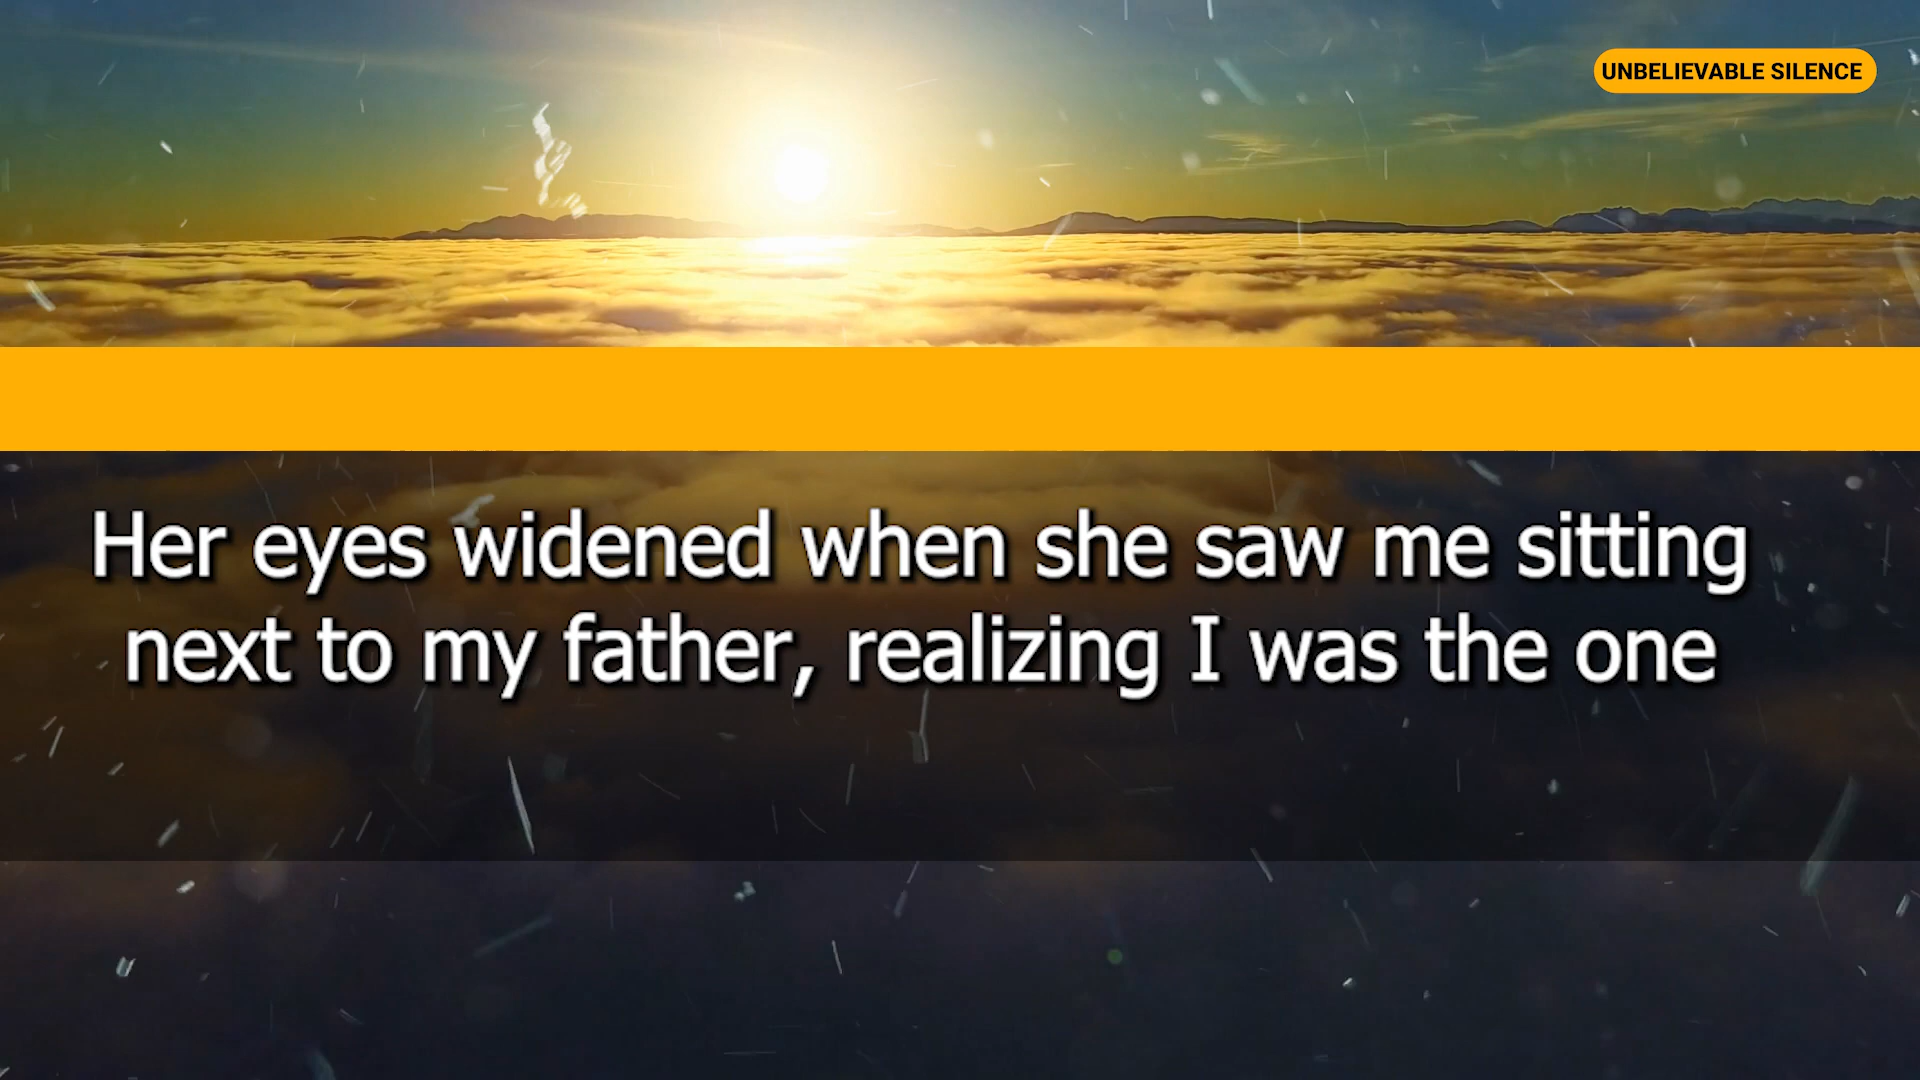 UNBELIEVABLE SILENCE
Her eyes widened when she saw me sitting
next to my father, realizing I was the one